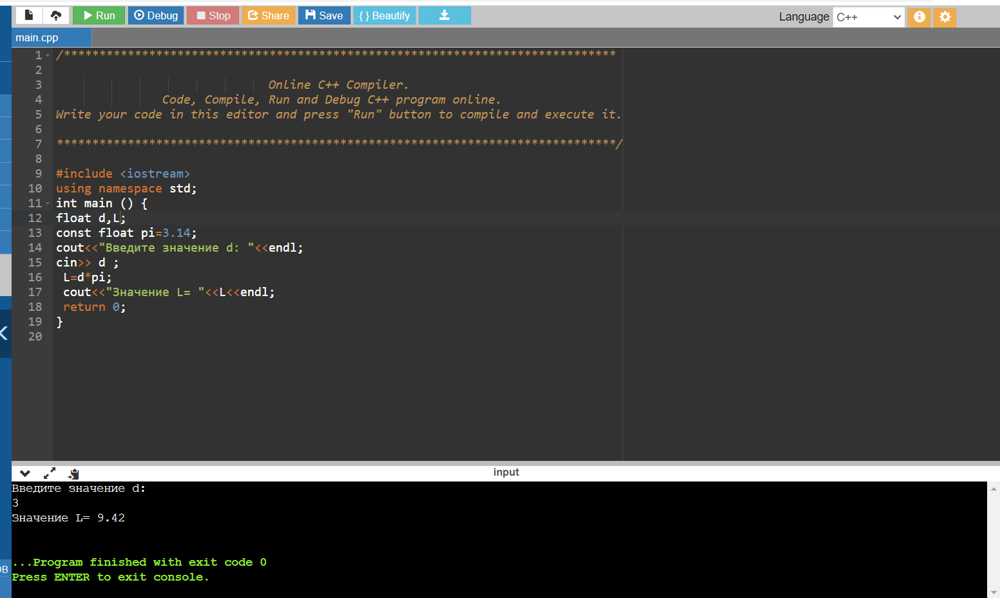 Run Debug Stop Share Save { } Beautify Language C++
main.cpp
1 /******************************************************************************
2
3 Online C++ Compiler.
4 Code, Compile, Run and Debug C++ program online.
5 Write your code in this editor and press "Run" button to compile and execute it.
6
7 *******************************************************************************/
8
9 #include <iostream>
10 using namespace std;
11 int main () {
12 float d,L;
13 const float pi=3.14;
14 cout<<"Введите значение d: "<<endl;
15 cin>> d ;
16 L=d*pi;
17 cout<<"Значение L= "<<L<<endl;
18 return 0;
19 }
20
input
Введите значение d:
3
Значение L= 9.42
...Program finished with exit code 0
Press ENTER to exit console.